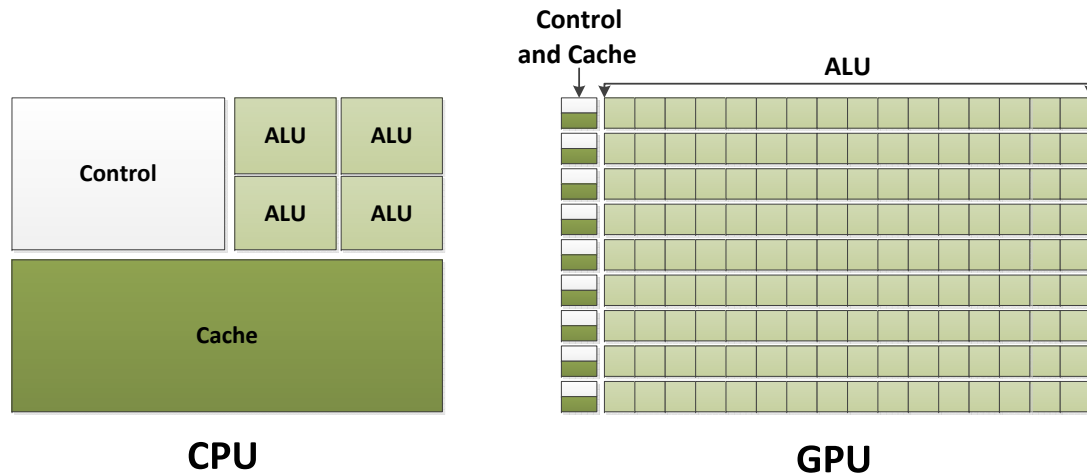 Control
and Cache
ALU
ALU
ALU
Control
ALU
ALU
Cache
CPU
GPU